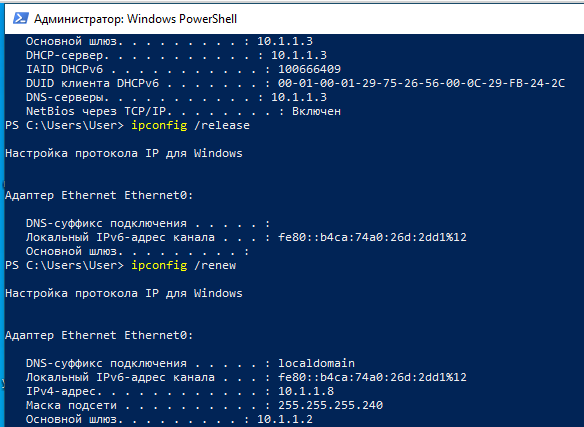 Администратор: Windows PowerShell
Основной шлюз. . . . . . . . . : 10.1.1.3
DHCP-сервер. . . . . . . . . . . : 10.1.1.3
IAID DHCPv6 . . . . . . . . . . . : 100666409
DUID клиента DHCPv6 . . . . . . . : 00-01-00-01-29-75-26-56-00-0C-29-FB-24-2C
DNS-серверы. . . . . . . . . . . : 10.1.1.3
NetBios через TCP/IP. . . . . . . . : Включен
PS C:\Users\User> ipconfig /release
Настройка протокола IP для Windows
Адаптер Ethernet Ethernet0:
DNS-суффикс подключения . . . . . :
Локальный IPv6-адрес канала . . . : fe80::b4ca:74a0:26d:2dd1%12
Основной шлюз. . . . . . . . . :
PS C:\Users\User> ipconfig /renew
Настройка протокола IP для Windows
Адаптер Ethernet Ethernet0:
DNS-суффикс подключения . . . . . : localdomain
Локальный IPv6-адрес канала . . . : fe80::b4ca:74a0:26d:2dd1%12
IPv4-адрес. . . . . . . . . . . . : 10.1.1.8
Маска подсети . . . . . . . . . . : 255.255.255.240
Основной шлюз. . . . . . . . . : 10.1.1.2